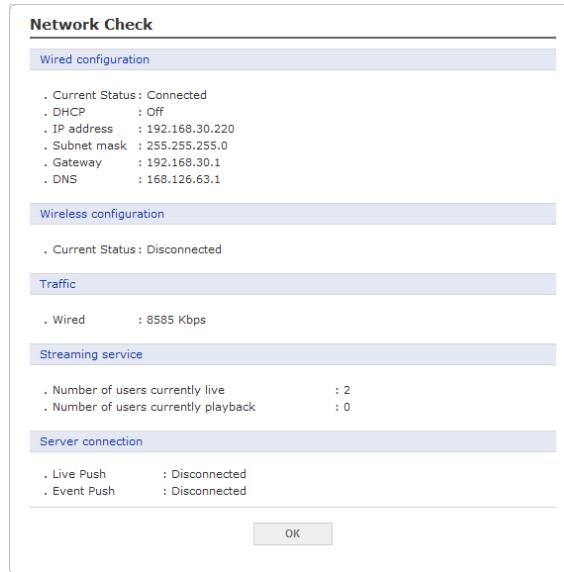 Network Check
Wired configuration
. Current Status : Connected
. DHCP : Off
. IP address : 192.168.30.220
. Subnet mask : 255.255.255.0
. Gateway : 192.168.30.1
. DNS : 168.126.63.1
Wireless configuration
. Current Status : Disconnected
Traffic
. Wired : 8585 Kbps
Streaming service
. Number of users currently live : 2
. Number of users currently playback : 0
Server connection
. Live Push : Disconnected
. Event Push : Disconnected
OK